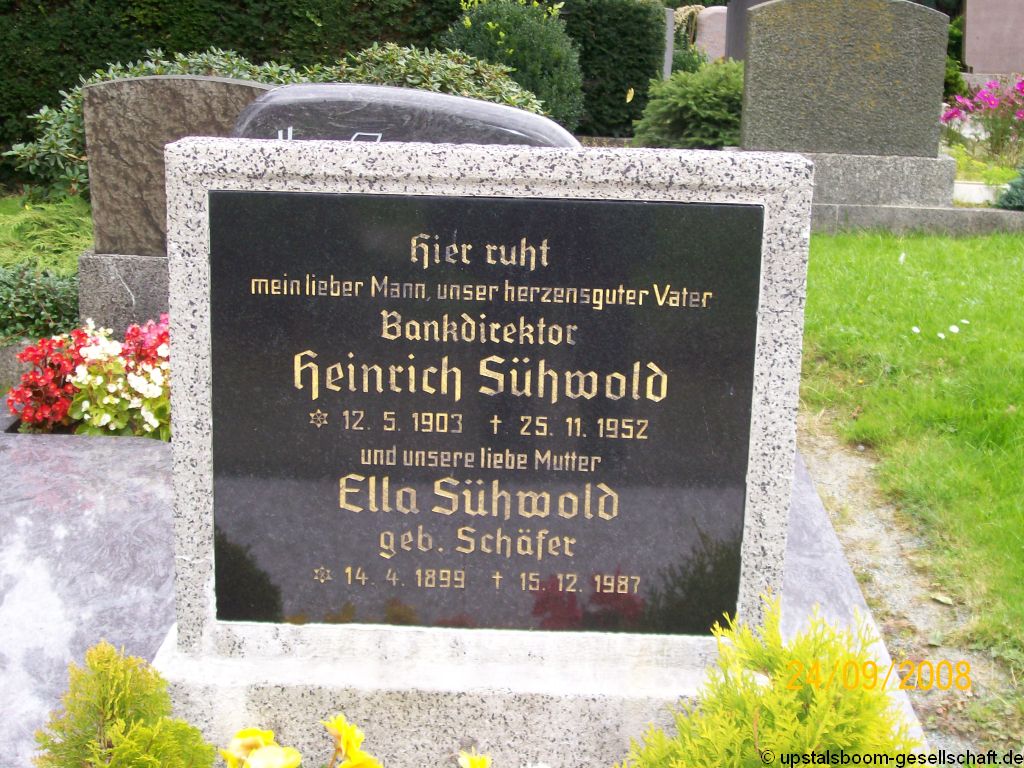 Hier ruht
mein lieber Mann, unser herzensguter Vater
Bankdirektor
Heinrich Sühwold
✡ 12. 5. 1903 † 25. 11. 1952
und unsere liebe Mutter
Ella Sühwold
geb. Schäfer
✡ 14. 4. 1899 † 15. 12. 1987
24/09/2008
© upstalsboom-gesellschaft.de